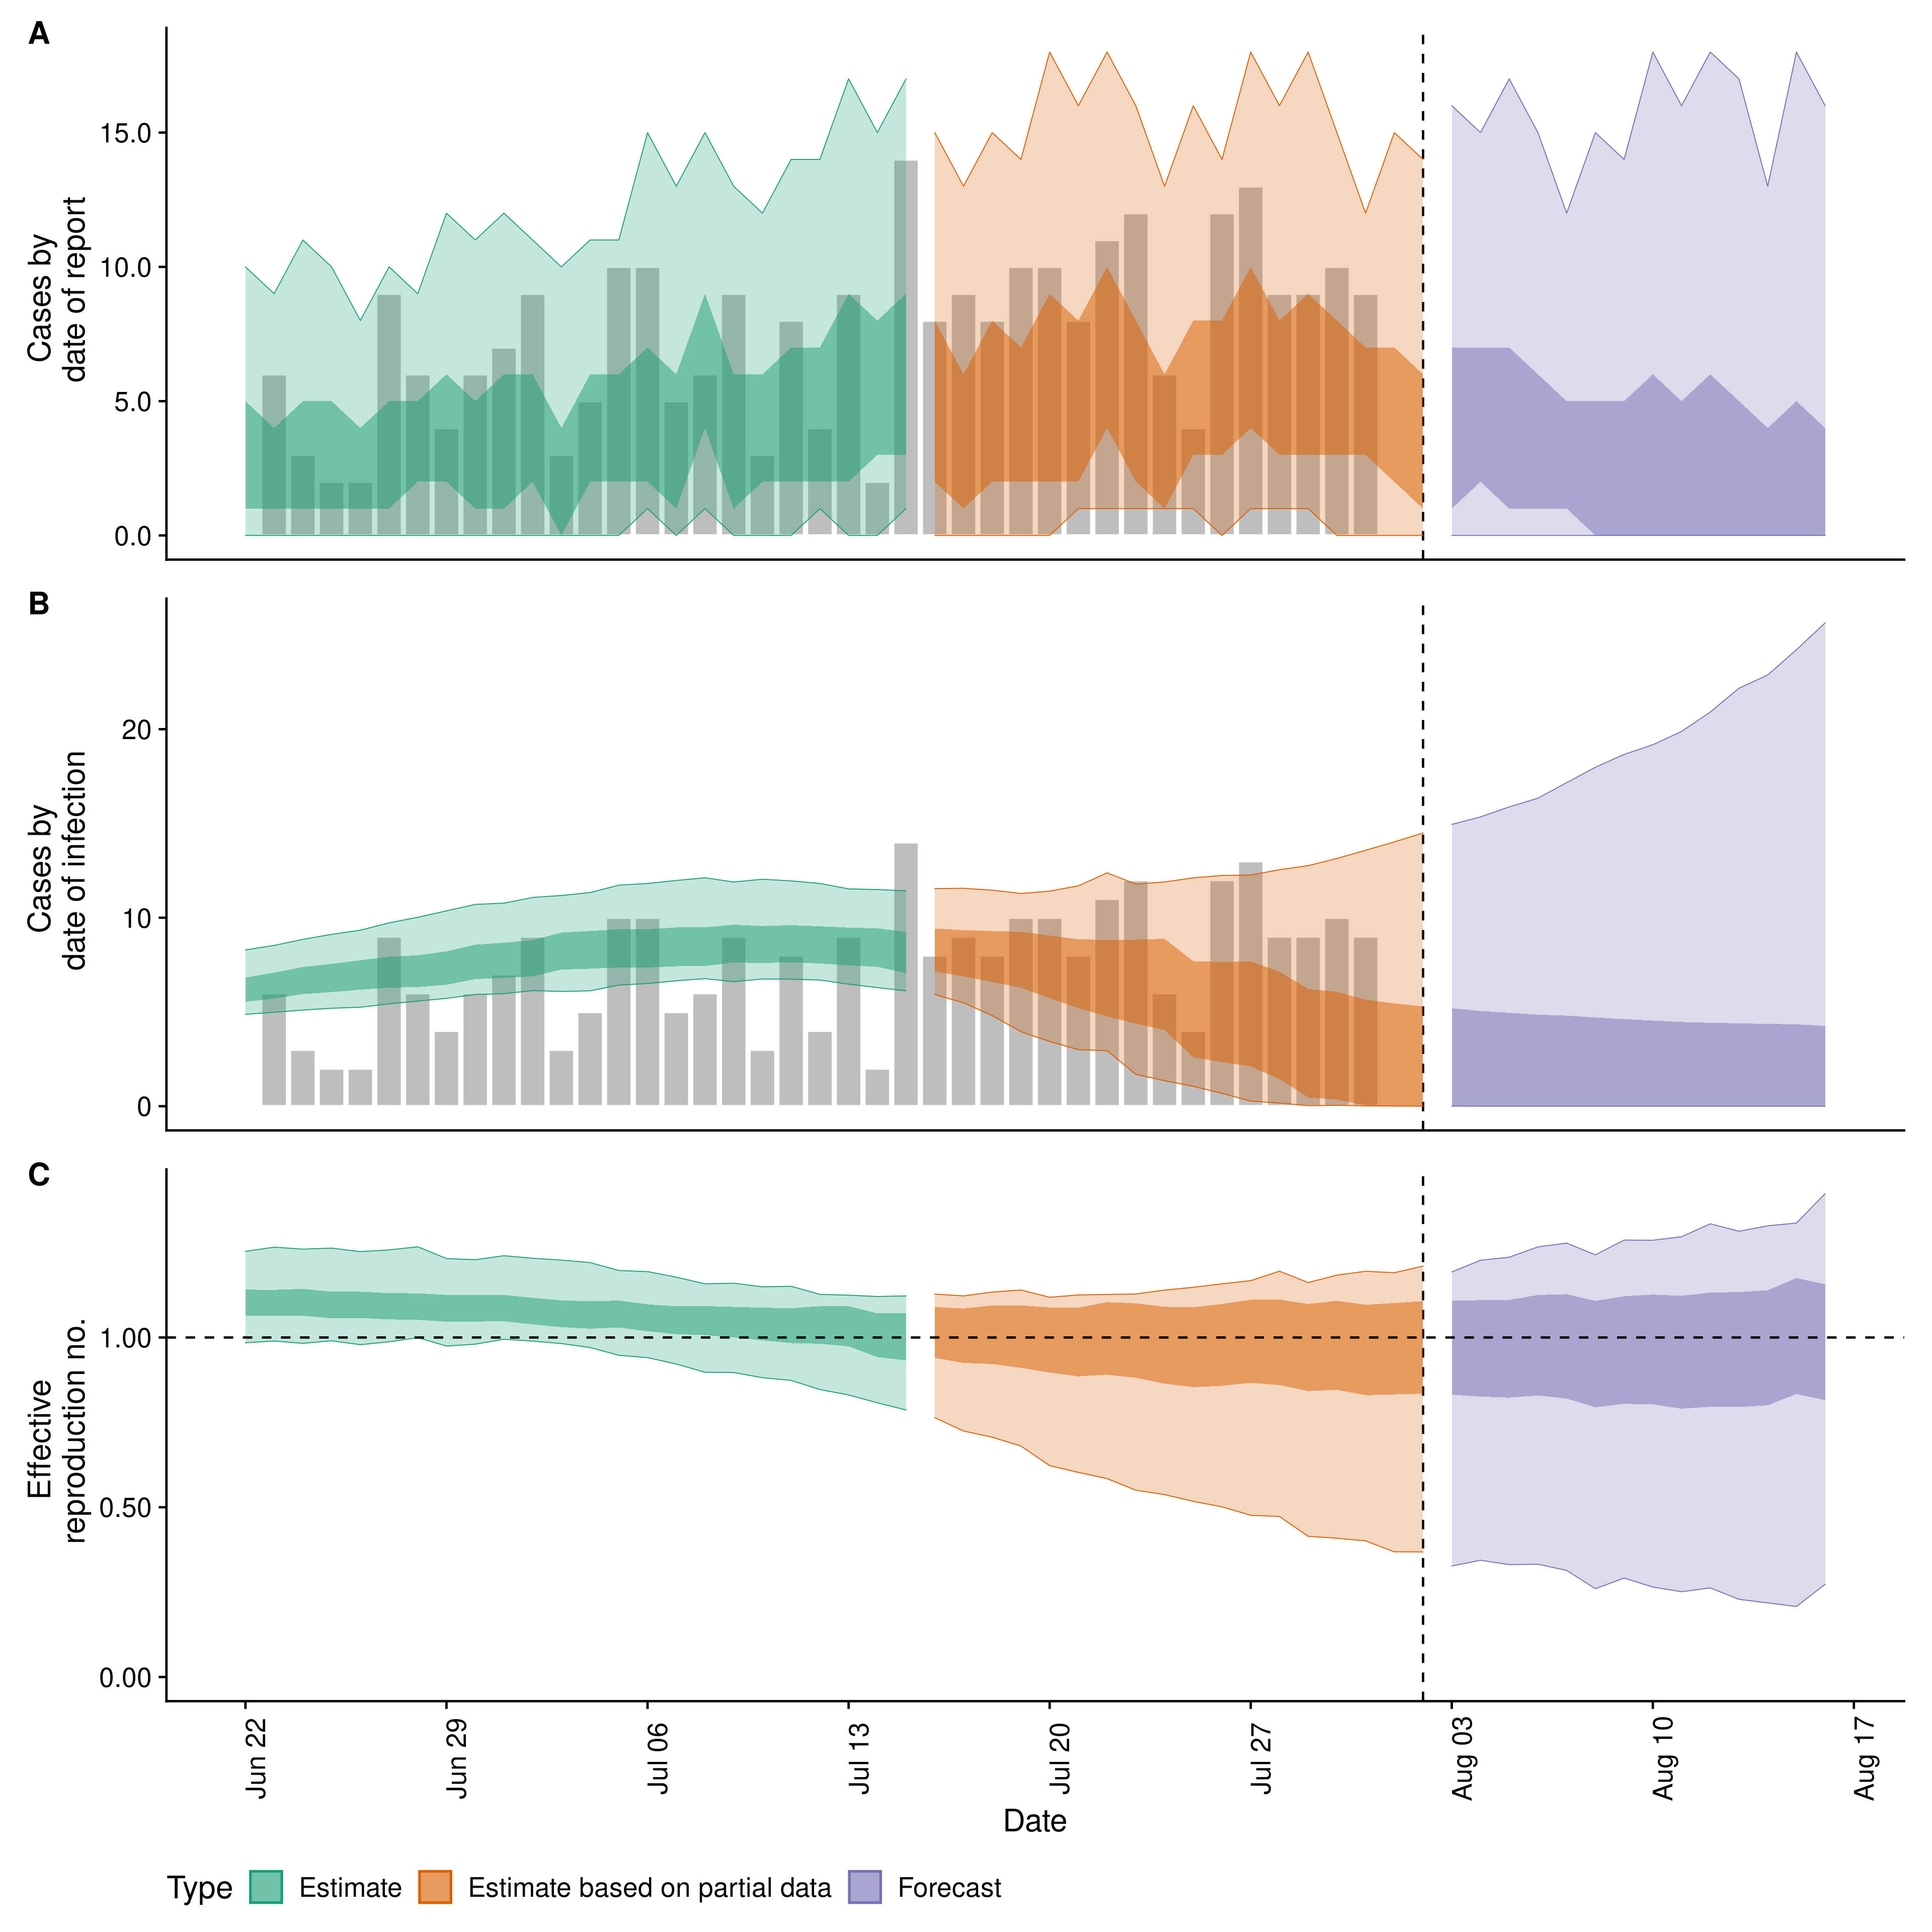 A
Cases by
date of report
15.0
10.0
5.0
0.0
B
Cases by
date of infection
20
10
0
C
Effective
reproduction no.
1.00
0.50
0.00
Jun 22
Jun 29
Jul 06
Jul 13
Jul 20
Jul 27
Aug 03
Aug 10
Aug 17
Date
Type Estimate Estimate based on partial data Forecast